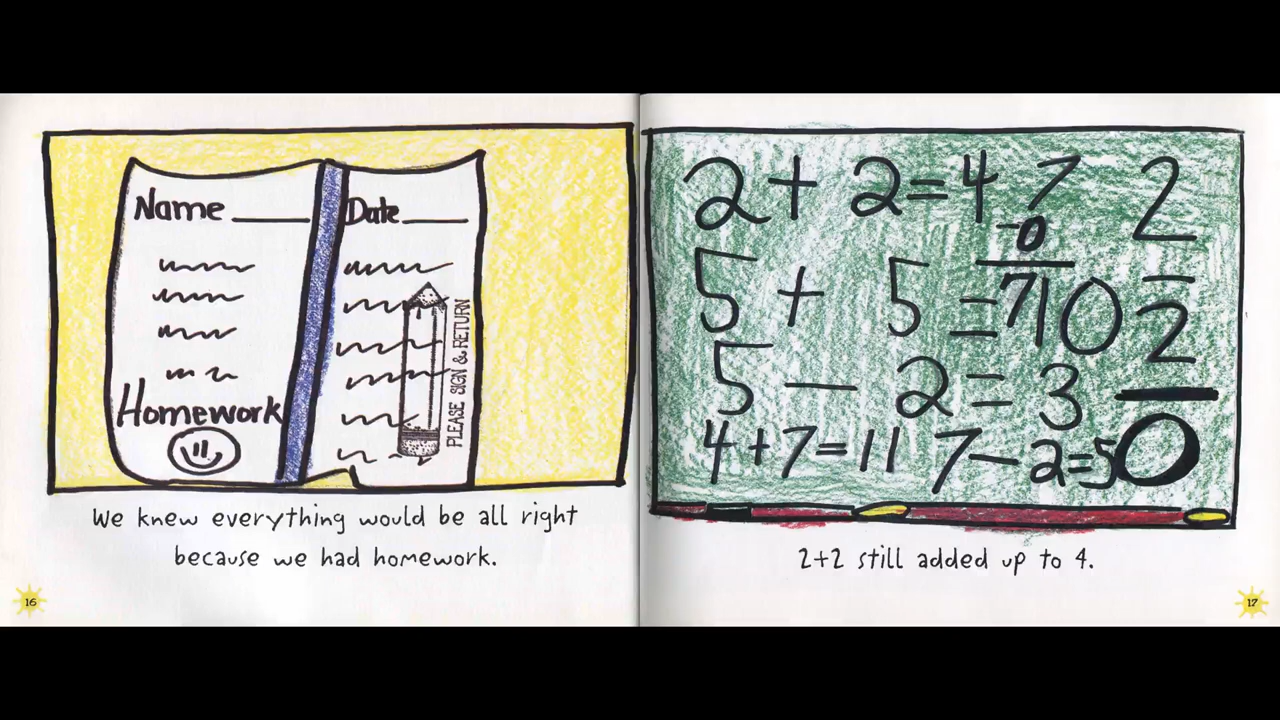 Name ____ Date ____
Homework
PLEASE SIGN & RETURN
We knew everything would be all right
because we had homework.
16
2 + 2 = 4
7
-0
7
2
-
2
0
5 + 5 = 10
5 - 2 = 3
4 + 7 = 11
7 - 2 = 5
2+2 still added up to 4.
17